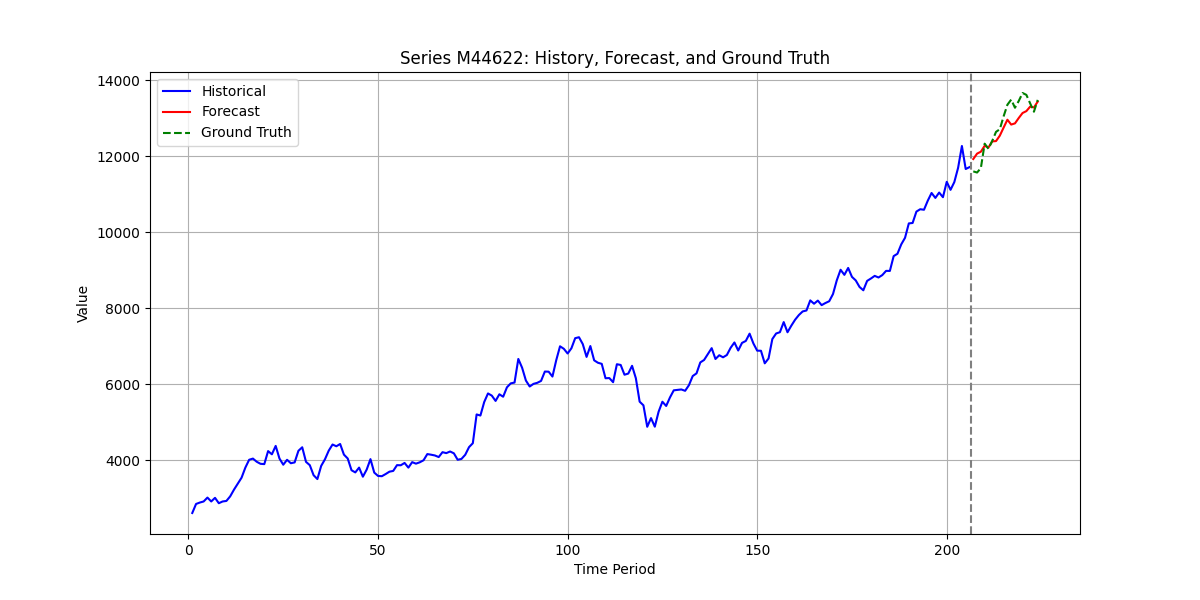 Series M44622: History, Forecast, and Ground Truth
14000
12000
10000
8000
6000
4000
Value
Historical
Forecast
Ground Truth
0
50
100
150
200
Time Period